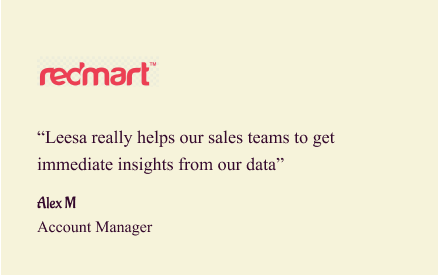 redmart™
“Leesa really helps our sales teams to get
immediate insights from our data”
Alex M
Account Manager